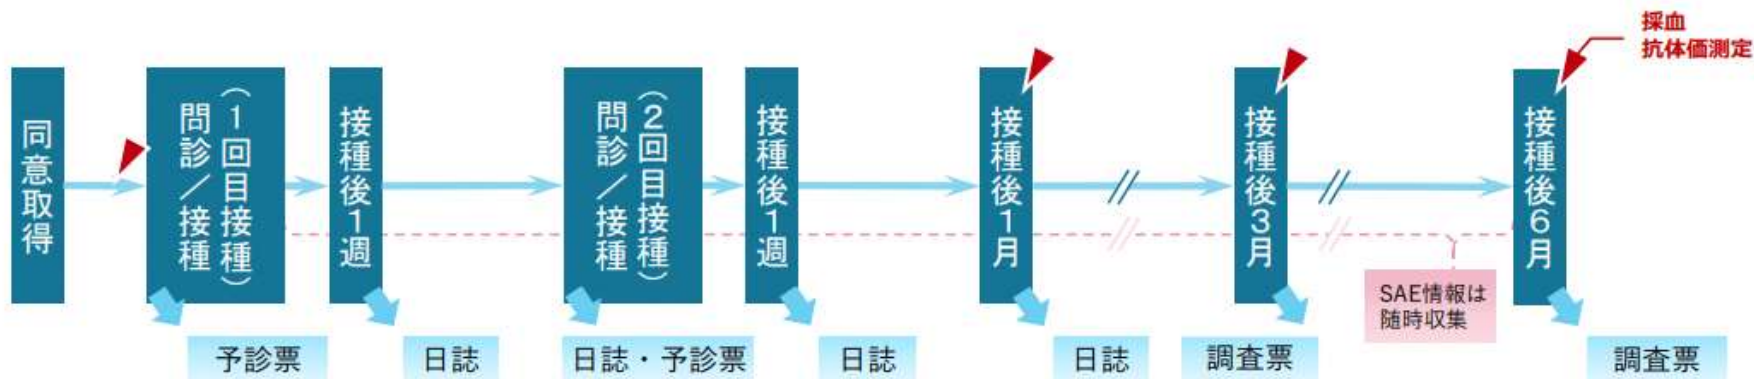 採血
抗体価測定
同意取得
（1回目接種）
問診／接種
接種後1週
（2回目接種）
問診／接種
接種後1週
接種後1月
接種後3月
接種後6月
SAE情報は
随時収集
予診票
日誌
日誌・予診票
日誌
日誌
調査票
調査票